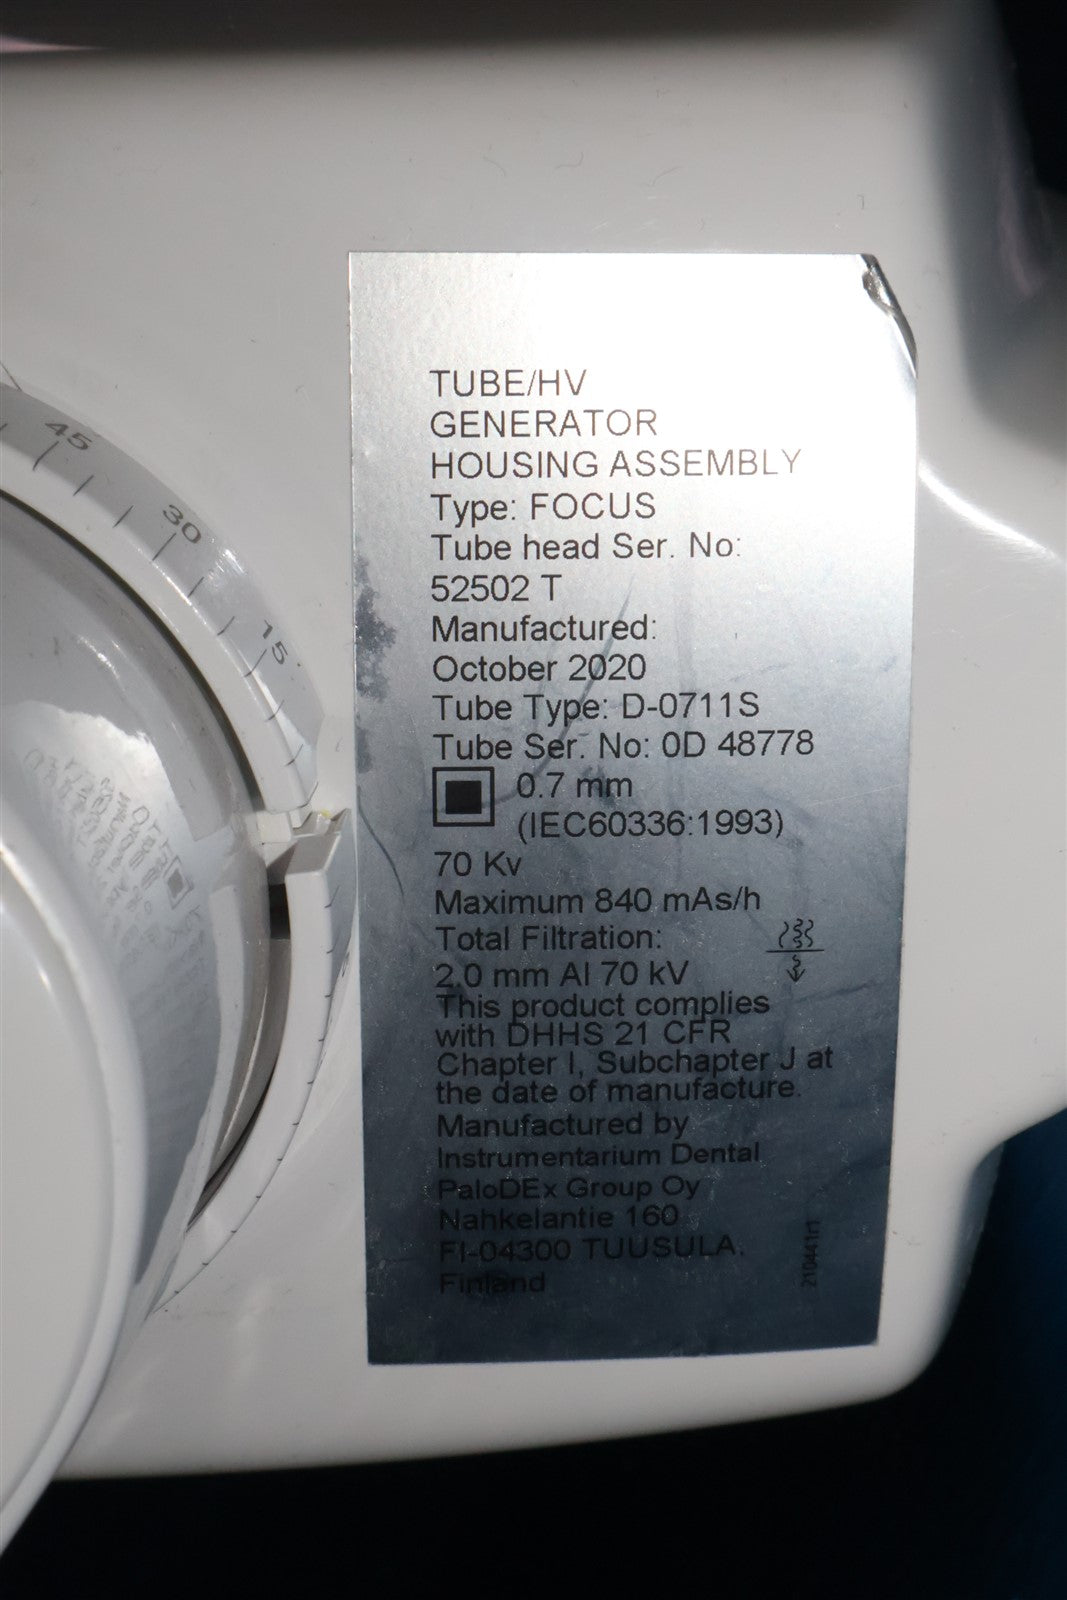 45
30
15
TUBE/HV
GENERATOR
HOUSING ASSEMBLY
Type: FOCUS
Tube head Ser. No:
52502 T
Manufactured:
October 2020
Tube Type: D-0711S
Tube Ser. No: 0D 48778
0.7 mm
(IEC60336:1993)
70 Kv
Maximum 840 mAs/h
Total Filtration:
2.0 mm Al 70 kV
This product complies
with DHHS 21 CFR
Chapter I, Subchapter J at
the date of manufacture.
Manufactured by
Instrumentarium Dental
PaloDEx Group Oy
Nahkelantie 160
FI-04300 TUUSULA,
Finland
210441r1